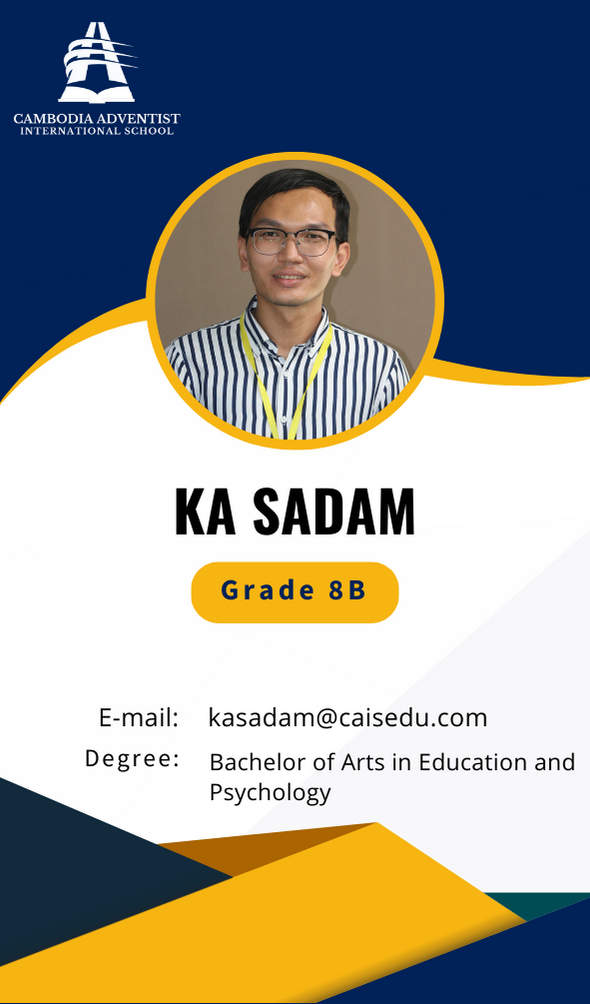 CAMBODIA ADVENTIST
INTERNATIONAL SCHOOL
KA SADAM
Grade 8B
E-mail: kasadam@caisedu.com
Degree: Bachelor of Arts in Education and
Psychology